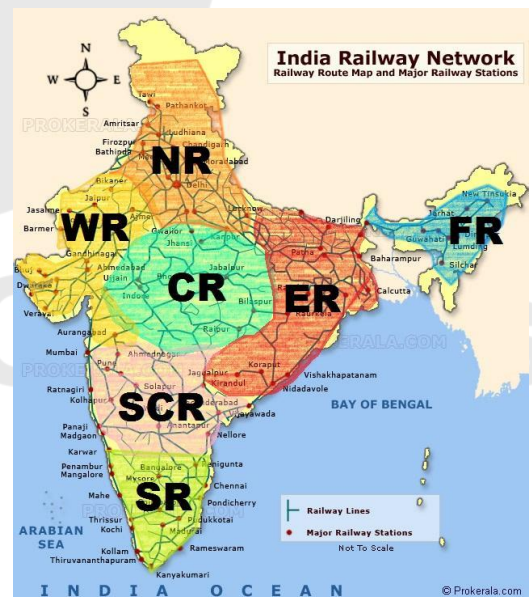 India Railway Network
Railway Route Map and Major Railway Stations
N
W
E
S
Tawi
Pathankot
PROKERALA
Amritsar
Ludhiana
Firozpur
Chandigarh
Bathinda
NR
Moradabad
Delhi
Bikaner
Jaipur
Jasalmer
WR
Ajmer
Barmer
Lucknow
Gwalior
Kanpur
Jhansi
Darjiling
New Tinsukia
Jorhat
FR
Guwahati
Lumding
Silchar
Gandhinagar
Patna
Baharampur
Bhuj
Ahmedabad
Ujjain
CR
Jabalpur
ER
Dwarka
Indore
Calcutta
Veraval
Bilaspur
Raurkela
Raipur
Aurangabad
Mumbai
Ahmednagar
Pune
Jagdalpur
Koraput
Kirandul
Vishakhapatanam
Ratnagiri
Solapur
Nidadavole
Kolhapur
SCR
BAY OF BENGAL
Panaji
Madgaon
Anantapur
Nellore
Karwar
Penambur
Bangalore
Renigunta
Mangalore
Mysore
Chennai
SR
Mahe
Pondicherry
Thrissur
Pudukkotai
Kochi
Madurai
ARABIAN
SEA
Kollam
Rameswaram
Thiruvananthapuram
Kanyakumari
Railway Lines
Major Railway Stations
Not To Scale
INDIA OCEAN
© Prokerala.com